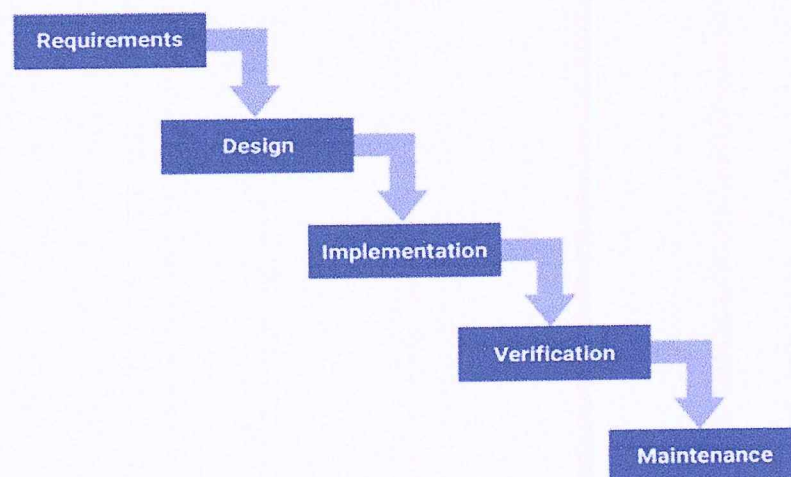 Requirements
Design
Implementation
Verification
Maintenance